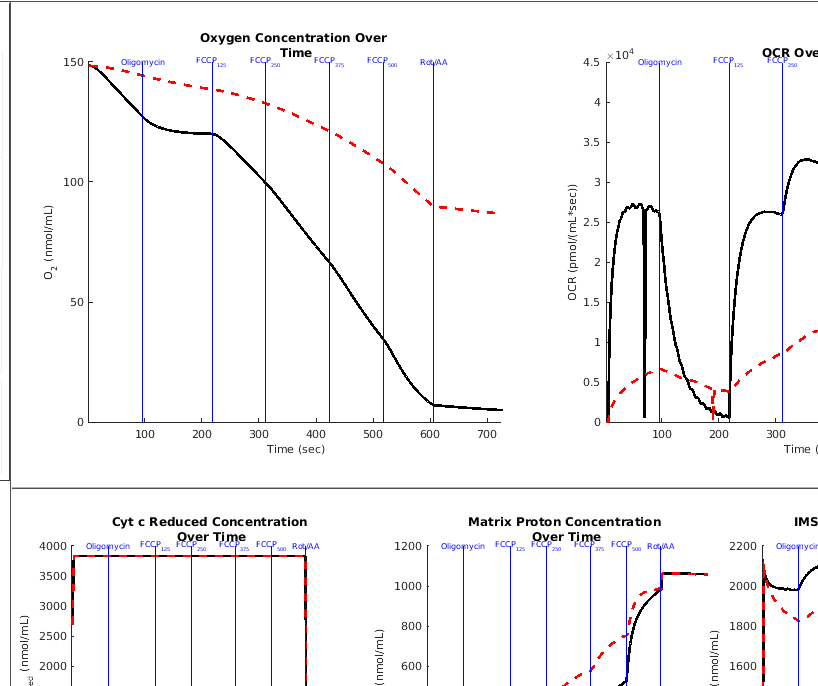 Oxygen Concentration Over
Time
Oligomycin
FCCP125
FCCP250
FCCP375
FCCP500
Rot/AA
150
100
50
0
O2 (nmol/mL)
100
200
300
400
500
600
700
Time (sec)
OCR Ove
×10^4
Oligomycin
FCCP125
FCCP250
4.5
4
3.5
3
2.5
2
1.5
1
0.5
0
OCR (pmol/(mL*sec))
100
200
300
Time (
Cyt c Reduced Concentration
Over Time
Oligomycin
FCCP125
FCCP250
FCCP375
FCCP500
Rot/AA
4000
3500
3000
2500
2000
ed (nmol/mL)
Matrix Proton Concentration
Over Time
Oligomycin
FCCP125
FCCP250
FCCP375
FCCP500
Rot/AA
1200
1000
800
600
(nmol/mL)
IMS
Oligomycin
2200
2000
1800
1600
(nmol/mL)